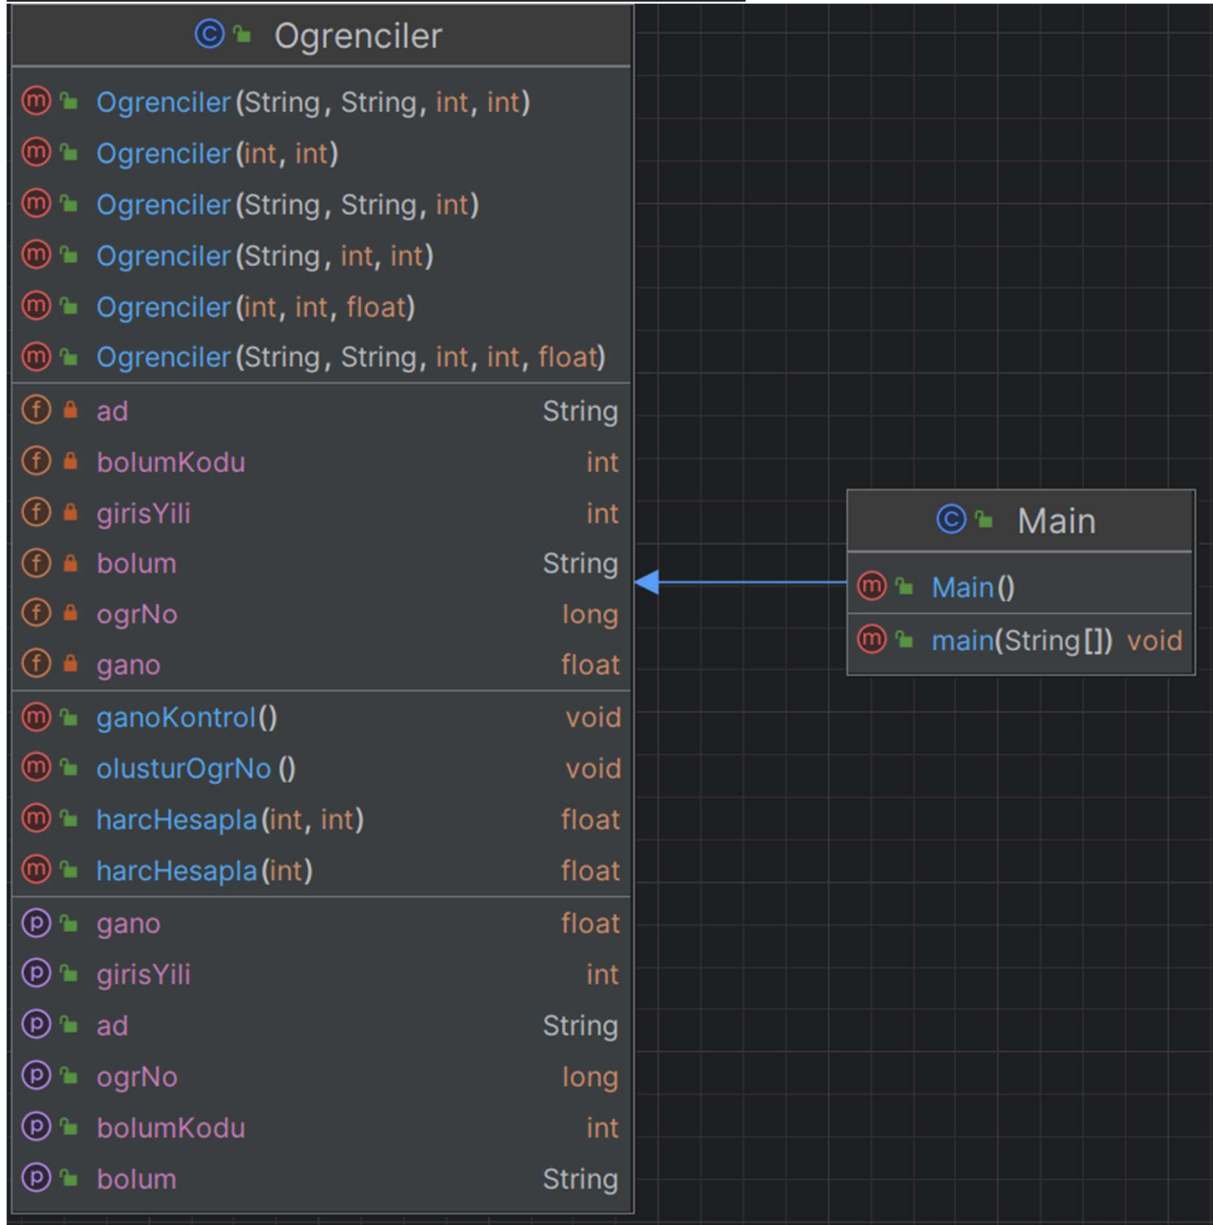 Ogrenciler
Ogrenciler(String, String, int, int)
Ogrenciler(int, int)
Ogrenciler(String, String, int)
Ogrenciler(String, int, int)
Ogrenciler(int, int, float)
Ogrenciler(String, String, int, int, float)
ad String
bolumKodu int
girisYili int
bolum String
ogrNo long
gano float
ganoKontrol() void
olusturOgrNo() void
harcHesapla(int, int) float
harcHesapla(int) float
gano float
girisYili int
ad String
ogrNo long
bolumKodu int
bolum String
Main
Main()
main(String[]) void